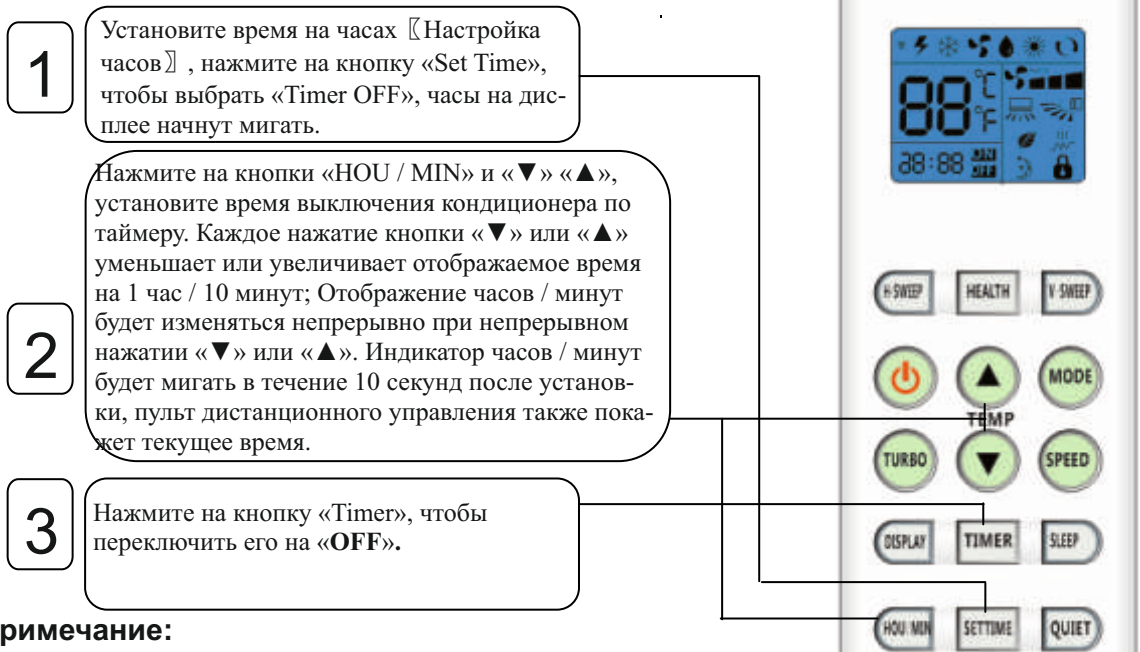 1
Установите время на часах〖Настройка
часов〗, нажмите на кнопку «Set Time»,
чтобы выбрать «Timer OFF», часы на дис-
плее начнут мигать.
2
Нажмите на кнопки «HOU / MIN» и «▼» «▲»,
установите время выключения кондиционера по
таймеру. Каждое нажатие кнопки «▼» или «▲»
уменьшает или увеличивает отображаемое время
на 1 час / 10 минут; Отображение часов / минут
будет изменяться непрерывно при непрерывном
нажатии «▼» или «▲». Индикатор часов / минут
будет мигать в течение 10 секунд после установ-
ки, пульт дистанционного управления также пока-
жет текущее время.
3
Нажмите на кнопку «Timer», чтобы
переключить его на «OFF».
римечание:
88 °C
°F
88:88 ON
OFF
H-SWEEP HEALTH V-SWEEP
▲ MODE
TEMP
TURBO ▼ SPEED
DISPLAY TIMER SLEEP
HOU/MIN SETTIME QUIET